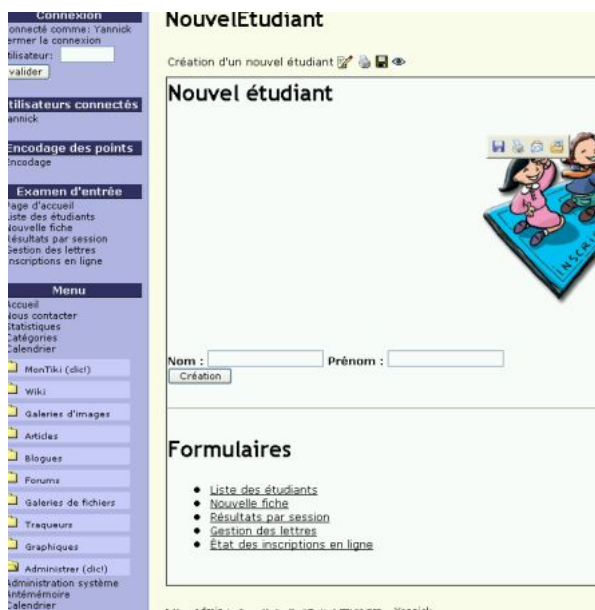 Connexion
onnecté comme: Yannick
ermer la connexion
tilisateur:
valider
tilisateurs connectés
annick
Encodage des points
ncodage
Examen d'entrée
age d'accueil
iste des étudiants
ouvelle fiche
ésultats par session
estion des lettres
nscriptions en ligne
Menu
ccueil
ous contacter
tatistiques
atégories
alendrier
MonTiki (clic!)
Wiki
Galeries d'images
Articles
Blogues
Forums
Galeries de fichiers
Traqueurs
Graphiques
Administrer (clic!)
dministration système
ntémémoire
alendrier
NouvelEtudiant
Création d'un nouvel étudiant
Nouvel étudiant
INSCRI
Nom :
Prénom :
Création
Formulaires
Liste des étudiants
Nouvelle fiche
Résultats par session
Gestion des lettres
État des inscriptions en ligne
Yannick